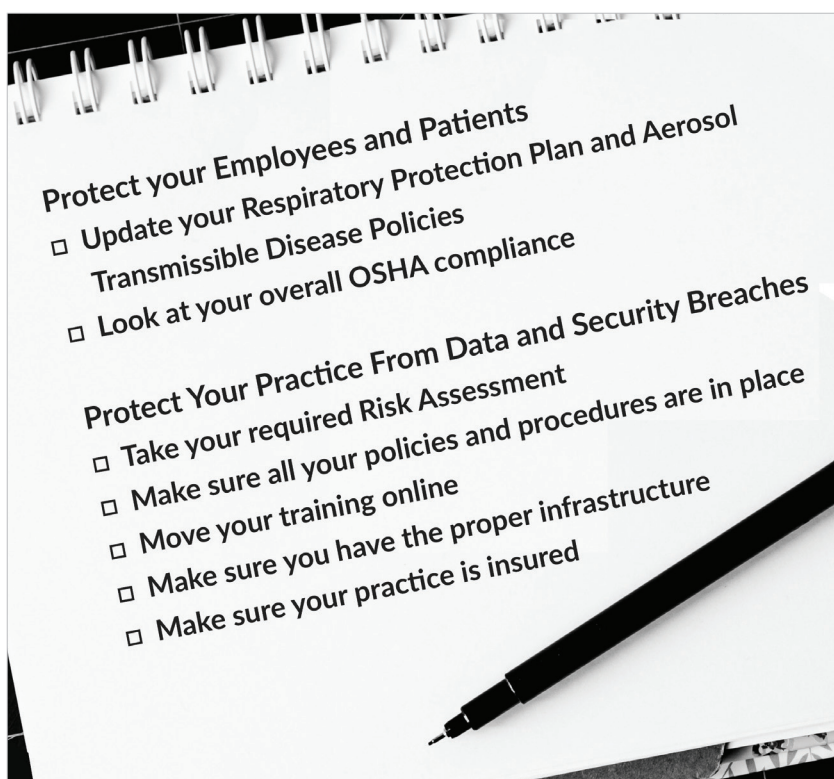 Protect your Employees and Patients
□ Update your Respiratory Protection Plan and Aerosol
Transmissible Disease Policies
□ Look at your overall OSHA compliance
Protect Your Practice From Data and Security Breaches
□ Take your required Risk Assessment
□ Make sure all your policies and procedures are in place
□ Move your training online
□ Make sure you have the proper infrastructure
□ Make sure your practice is insured